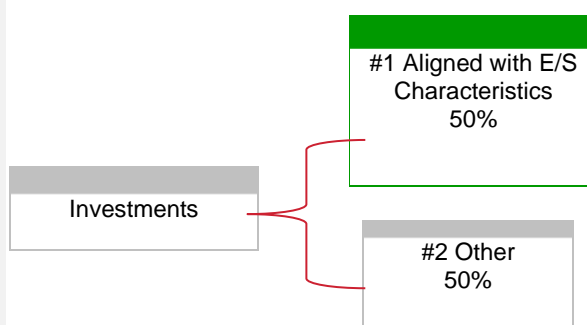 #1 Aligned with E/S
Characteristics
50%
Investments
#2 Other
50%